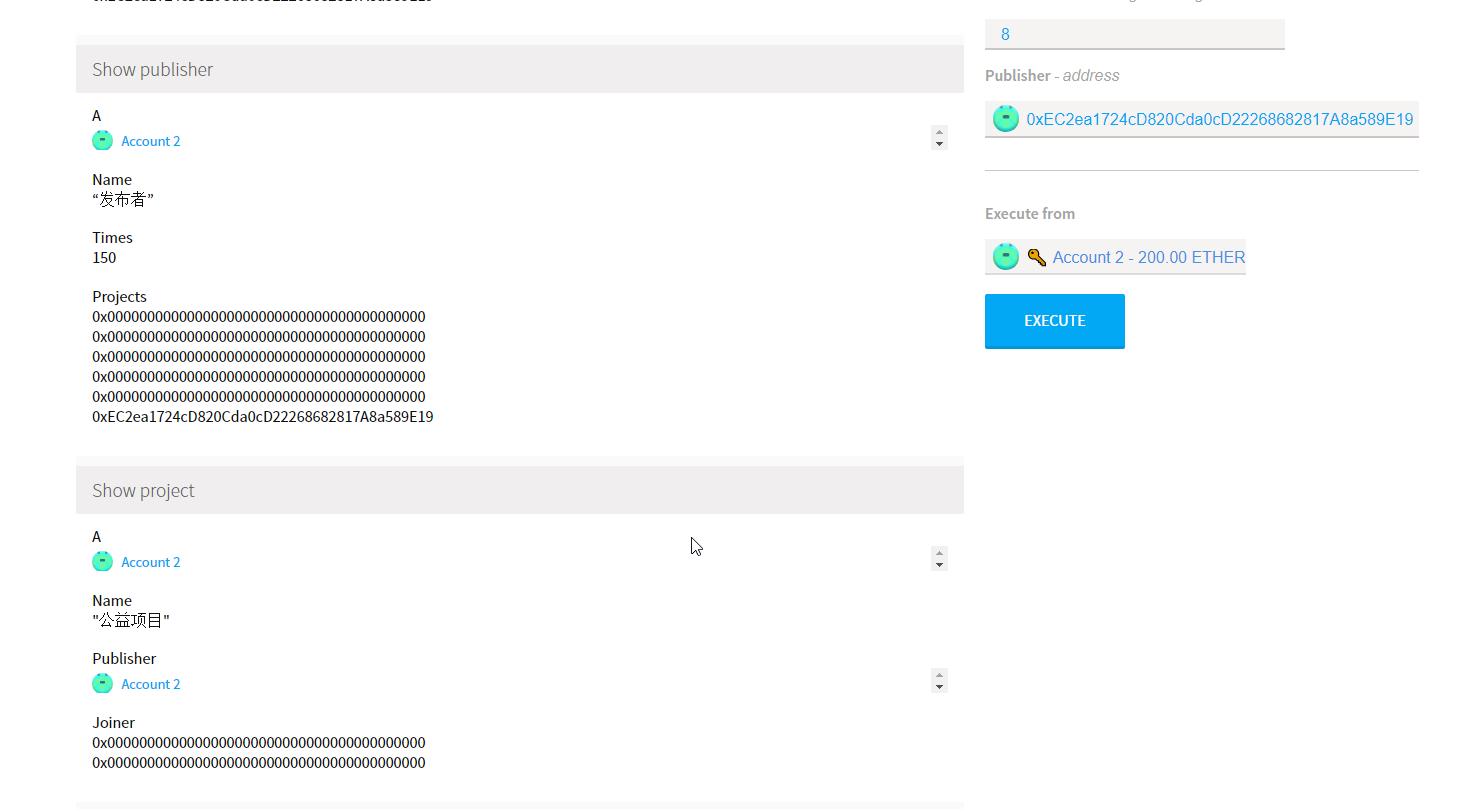 Show publisher
A
Account 2
Name
“发布者”
Times
150
Projects
0x0000000000000000000000000000000000000000
0x0000000000000000000000000000000000000000
0x0000000000000000000000000000000000000000
0x0000000000000000000000000000000000000000
0x0000000000000000000000000000000000000000
0xEC2ea1724cD820Cda0cD22268682817A8a589E19
Show project
A
Account 2
Name
"公益项目"
Publisher
Account 2
Joiner
0x0000000000000000000000000000000000000000
0x0000000000000000000000000000000000000000
8
Publisher - address
0xEC2ea1724cD820Cda0cD22268682817A8a589E19
Execute from
Account 2 - 200.00 ETHER
EXECUTE